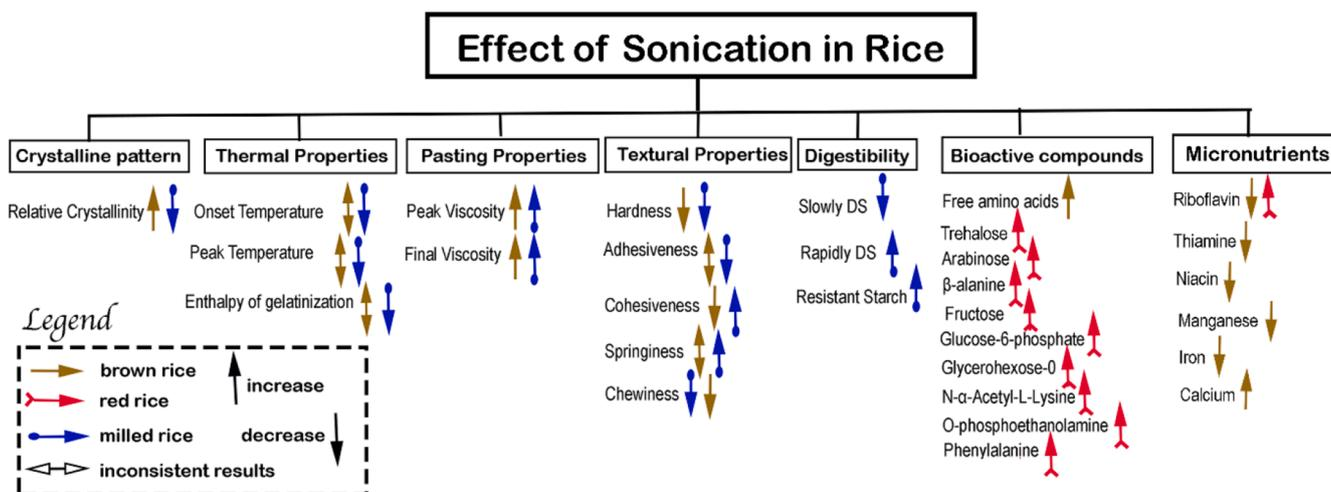 Effect of Sonication in Rice
Crystalline pattern
Relative Crystallinity
Thermal Properties
Onset Temperature
Peak Temperature
Enthalpy of gelatinization
Pasting Properties
Peak Viscosity
Final Viscosity
Textural Properties
Hardness
Adhesiveness
Cohesiveness
Springiness
Chewiness
Digestibility
Slowly DS
Rapidly DS
Resistant Starch
Bioactive compounds
Free amino acids
Trehalose
Arabinose
β-alanine
Fructose
Glucose-6-phosphate
Glycerohexose-0
N-α-Acetyl-L-Lysine
O-phosphoethanolamine
Phenylalanine
Micronutrients
Riboflavin
Thiamine
Niacin
Manganese
Iron
Calcium
Legend
brown rice
red rice
milled rice
inconsistent results
increase
decrease